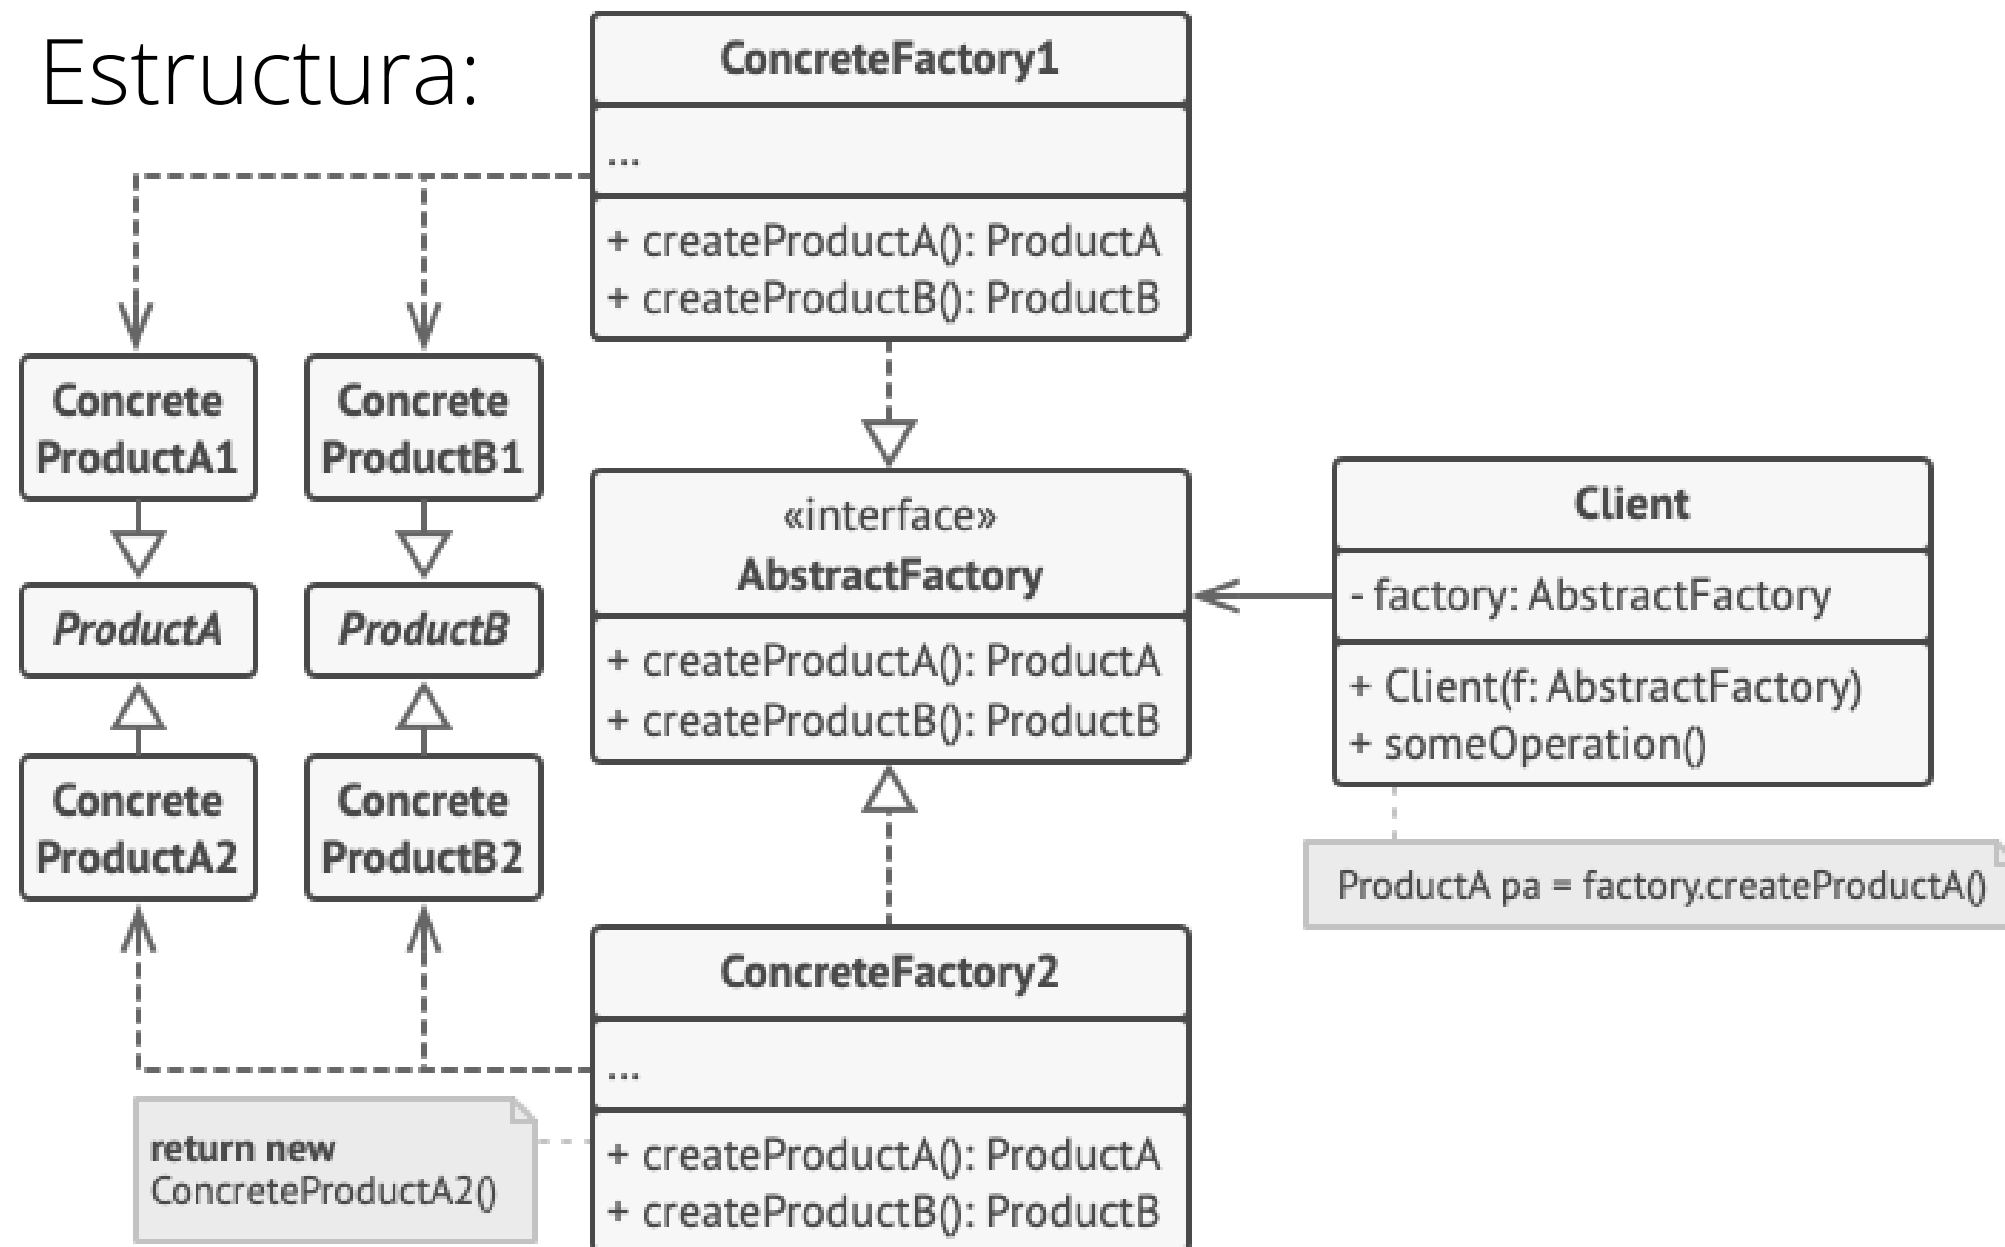 Estructura:
ConcreteFactory1
...
+ createProductA(): ProductA
+ createProductB(): ProductB
Concrete
ProductA1
Concrete
ProductB1
ProductA
ProductB
Concrete
ProductA2
Concrete
ProductB2
«interface»
AbstractFactory
+ createProductA(): ProductA
+ createProductB(): ProductB
Client
- factory: AbstractFactory
+ Client(f: AbstractFactory)
+ someOperation()
ProductA pa = factory.createProductA()
ConcreteFactory2
...
+ createProductA(): ProductA
+ createProductB(): ProductB
return new
ConcreteProductA2()